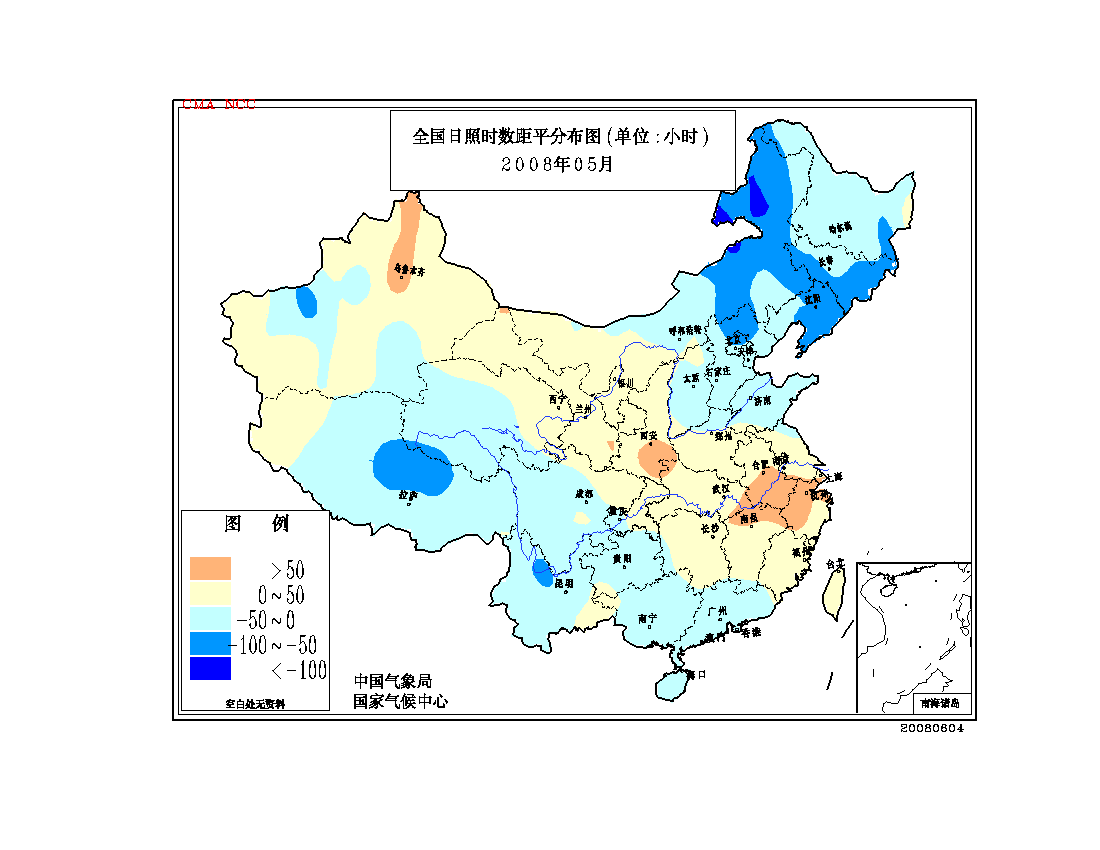 CMA NCC
全国日照时数距平分布图(单位:小时)
2008年05月
哈尔滨
长春
沈阳
乌鲁木齐
呼和浩特
北京
天津
银川
太原
石家庄
济南
西宁
兰州
西安
郑州
合肥
南京
上海
成都
武汉
杭州
拉萨
重庆
南昌
长沙
贵阳
福州
昆明
台北
南宁
广州
澳门
香港
海口
图 例
>50
0~50
-50~0
-100~-50
<-100
空白处无资料
中国气象局
国家气候中心
南海诸岛
20080604